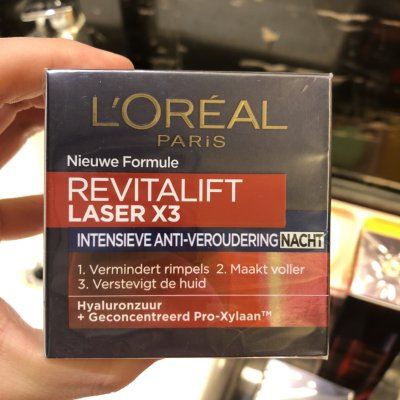 L'ORÉAL
PARIS
Nieuwe Formule
REVITALIFT
LASER X3
INTENSIEVE ANTI-VEROUDERING NACHT
1. Vermindert rimpels 2. Maakt voller
3. Verstevigt de huid
Hyaluronzuur
+ Geconcentreerd Pro-Xylaan™